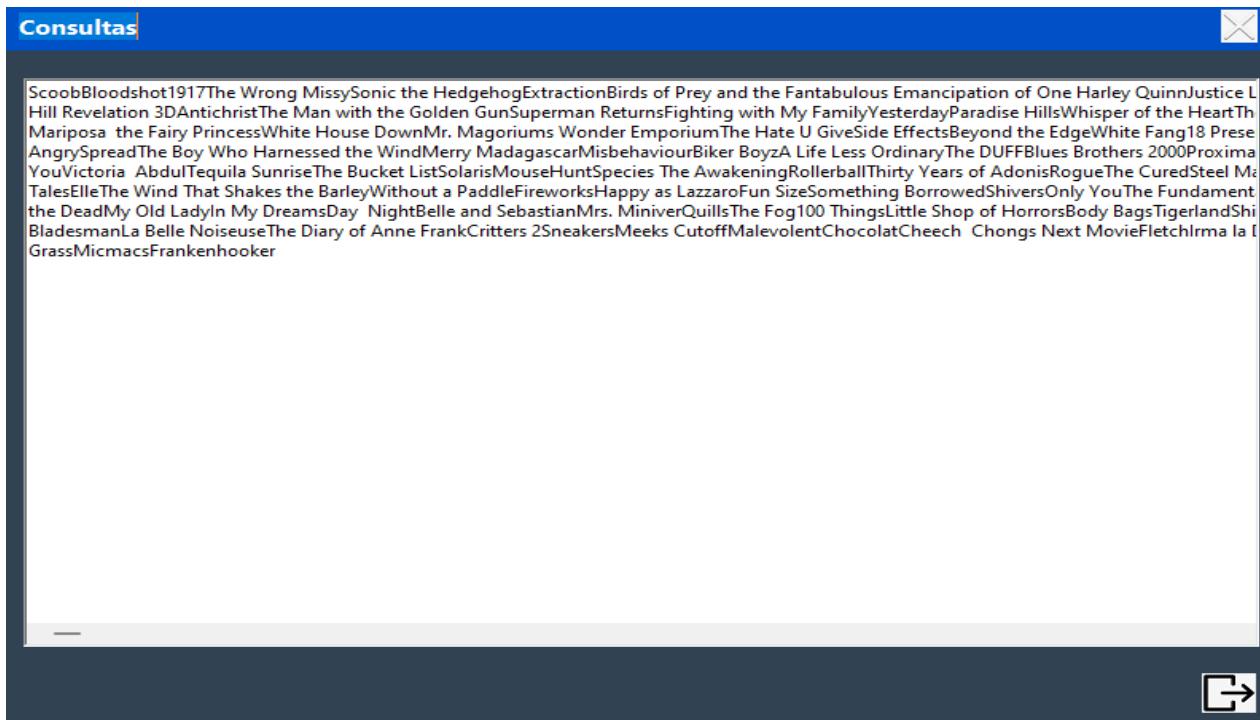 Consultas
ScoobBloodshot1917The Wrong MissySonic the HedgehogExtractionBirds of Prey and the Fantabulous Emancipation of One Harley QuinnJustice L
Hill Revelation 3DAntichristThe Man with the Golden GunSuperman ReturnsFighting with My FamilyYesterdayParadise HillsWhisper of the HeartTh
Mariposa  the Fairy PrincessWhite House DownMr. Magoriums Wonder EmporiumThe Hate U GiveSide EffectsBeyond the EdgeWhite Fang18 Prese
AngrySpreadThe Boy Who Harnessed the WindMerry MadagascarMisbehaviourBiker BoyzA Life Less OrdinaryThe DUFFBlues Brothers 2000Proxima
YouVictoria  AbdulTequila SunriseThe Bucket ListSolarisMouseHuntSpecies The AwakeningRollerballThirty Years of AdonisRogueThe CuredSteel Ma
TalesElleThe Wind That Shakes the BarleyWithout a PaddleFireworksHappy as LazzaroFun SizeSomething BorrowedShiversOnly YouThe Fundament
the DeadMy Old LadyIn My DreamsDay  NightBelle and SebastianMrs. MiniverQuillsThe Fog100 ThingsLittle Shop of HorrorsBody BagsTigerlandShi
BladesmanLa Belle NoiseuseThe Diary of Anne FrankCritters 2SneakersMeeks CutoffMalevolentChocolatCheech  Chongs Next MovieFletchIrma la
GrassMicmacsFrankenhooker